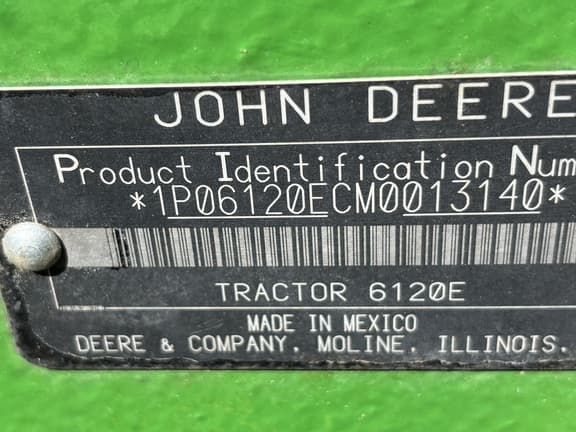 JOHN DEERE
Product Identification Num
*1P06120ECM0013140*
TRACTOR 6120E
MADE IN MEXICO
DEERE & COMPANY, MOLINE, ILLINOIS.